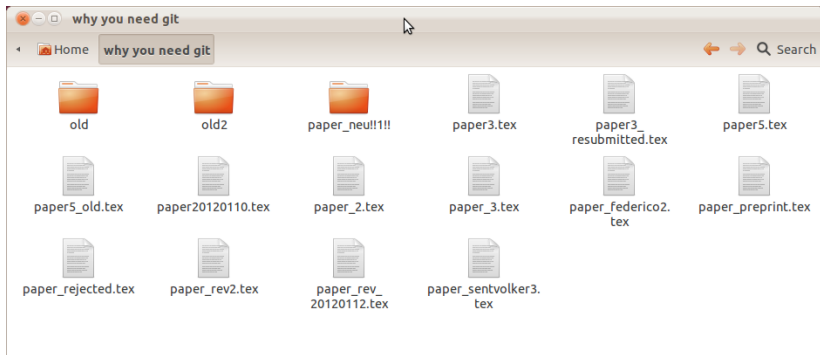 why you need git
Home why you need git Search
old old2 paper_neu!!1!! paper3.tex paper3_
resubmitted.tex paper5.tex
paper5_old.tex paper20120110.tex paper_2.tex paper_3.tex paper_federico2.
tex paper_preprint.tex
paper_rejected.tex paper_rev2.tex paper_rev_
20120112.tex paper_sentvolker3.
tex